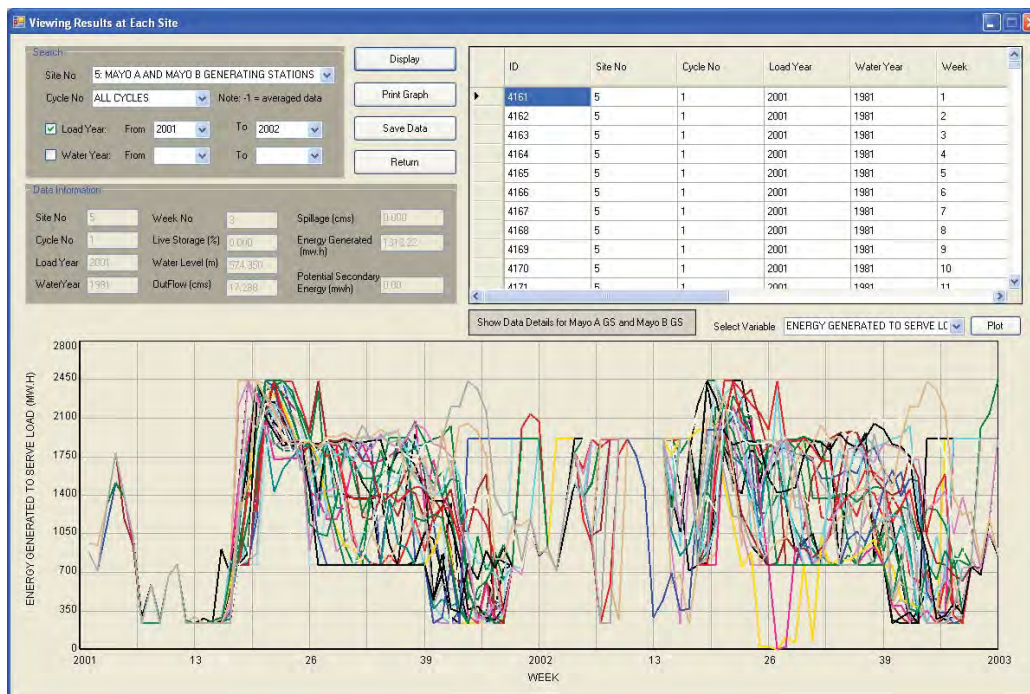 Viewing Results at Each Site
Search
Site No 5: MAYO A AND MAYO B GENERATING STATIONS
Cycle No ALL CYCLES Note: -1 = averaged data
Load Year: From 2001 To 2002
Water Year: From To
Display
Print Graph
Save Data
Return
Data Information
Site No 5 Week No 3 Spillage (cms) 0.000
Cycle No 1 Live Storage (%) 0.000 Energy Generated (mw.h)
Load Year 2001 Water Level (m) 574.350
WaterYear 1981 OutFlow (cms) 17.288 Potential Secondary Energy (mwh) 0.00
ID Site No Cycle No Load Year Water Year Week
4161 5 1 2001 1981 1
4162 5 1 2001 1981 2
4163 5 1 2001 1981 3
4164 5 1 2001 1981 4
4165 5 1 2001 1981 5
4166 5 1 2001 1981 6
4167 5 1 2001 1981 7
4168 5 1 2001 1981 8
4169 5 1 2001 1981 9
4170 5 1 2001 1981 10
4171 5 1 2001 1981 11
Show Data Details for Mayo A GS and Mayo B GS
Select Variable ENERGY GENERATED TO SERVE LC Plot
ENERGY GENERATED TO SERVE LOAD (MW.H)
2800
2450
2100
1750
1400
1050
700
350
0
2001 13 26 39 2002 13 26 39 2003
WEEK